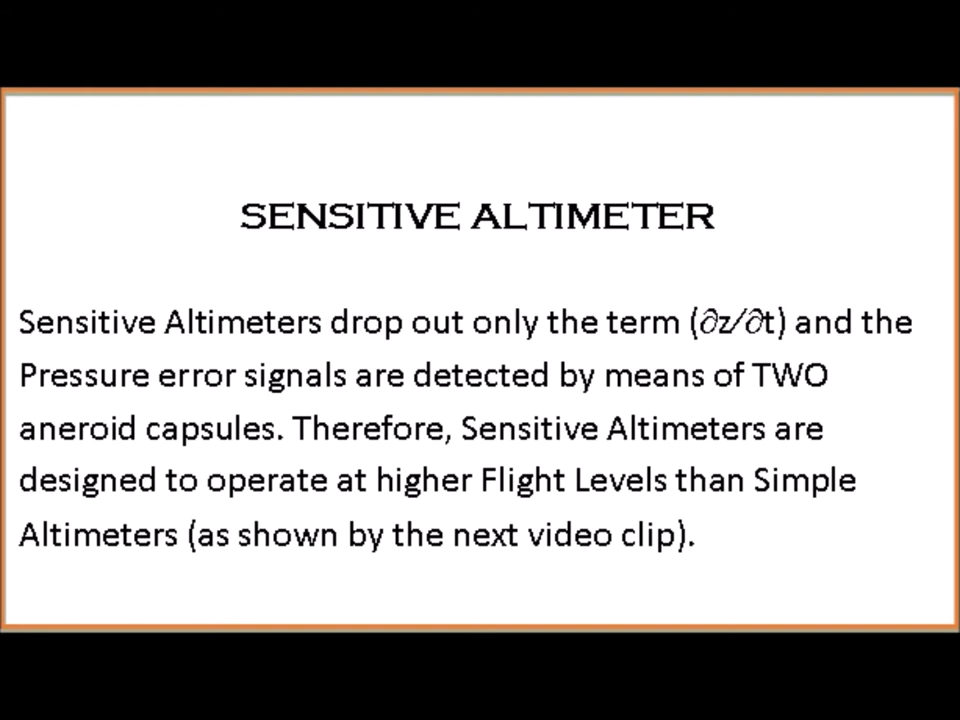 SENSITIVE ALTIMETER
Sensitive Altimeters drop out only the term (∂z/∂t) and the
Pressure error signals are detected by means of TWO
aneroid capsules. Therefore, Sensitive Altimeters are
designed to operate at higher Flight Levels than Simple
Altimeters (as shown by the next video clip).